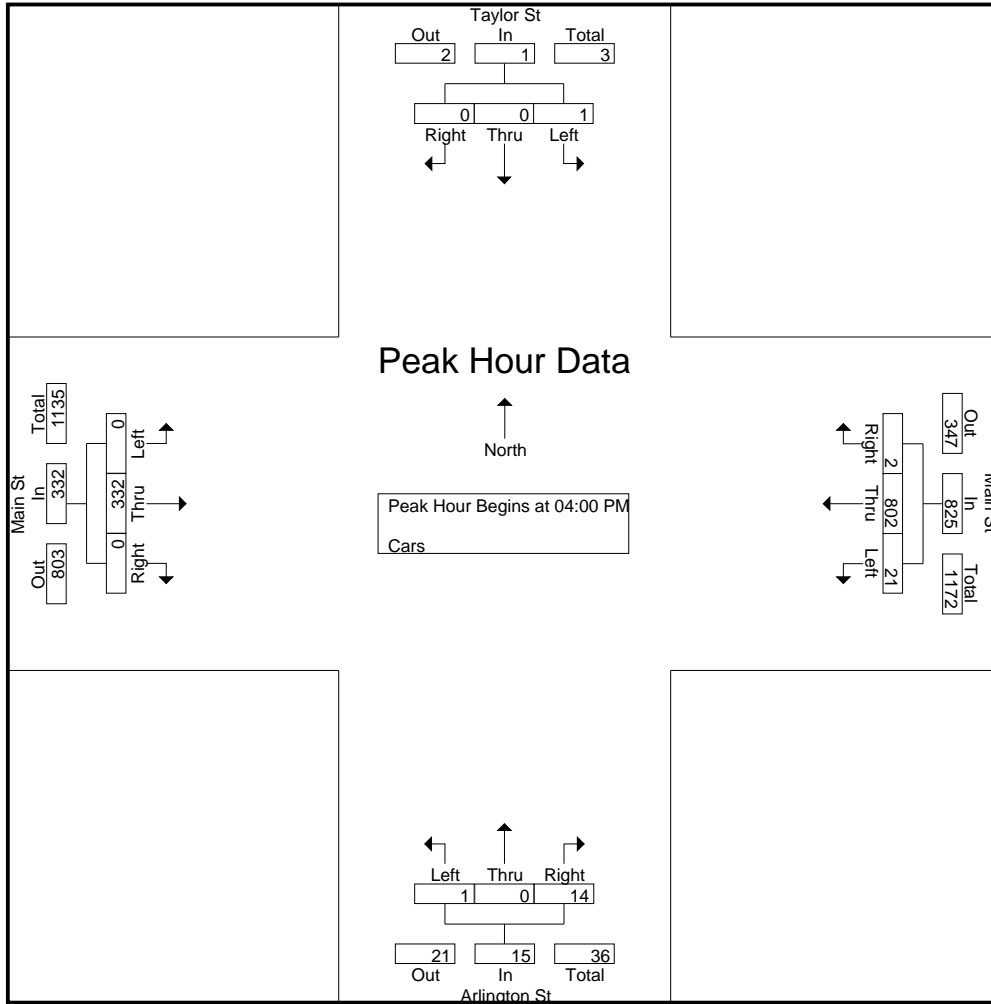 Taylor St
Out In Total
2 1 3
0 0 1
Right Thru Left
Peak Hour Data
North
Peak Hour Begins at 04:00 PM
Cars
Main St
Total In Out
1135 332 803
0 332 0
Left Thru Right
Main St
Out In Total
347 825 1172
2 802 21
Right Thru Left
Left Thru Right
1 0 14
21 15 36
Out In Total
Arlington St